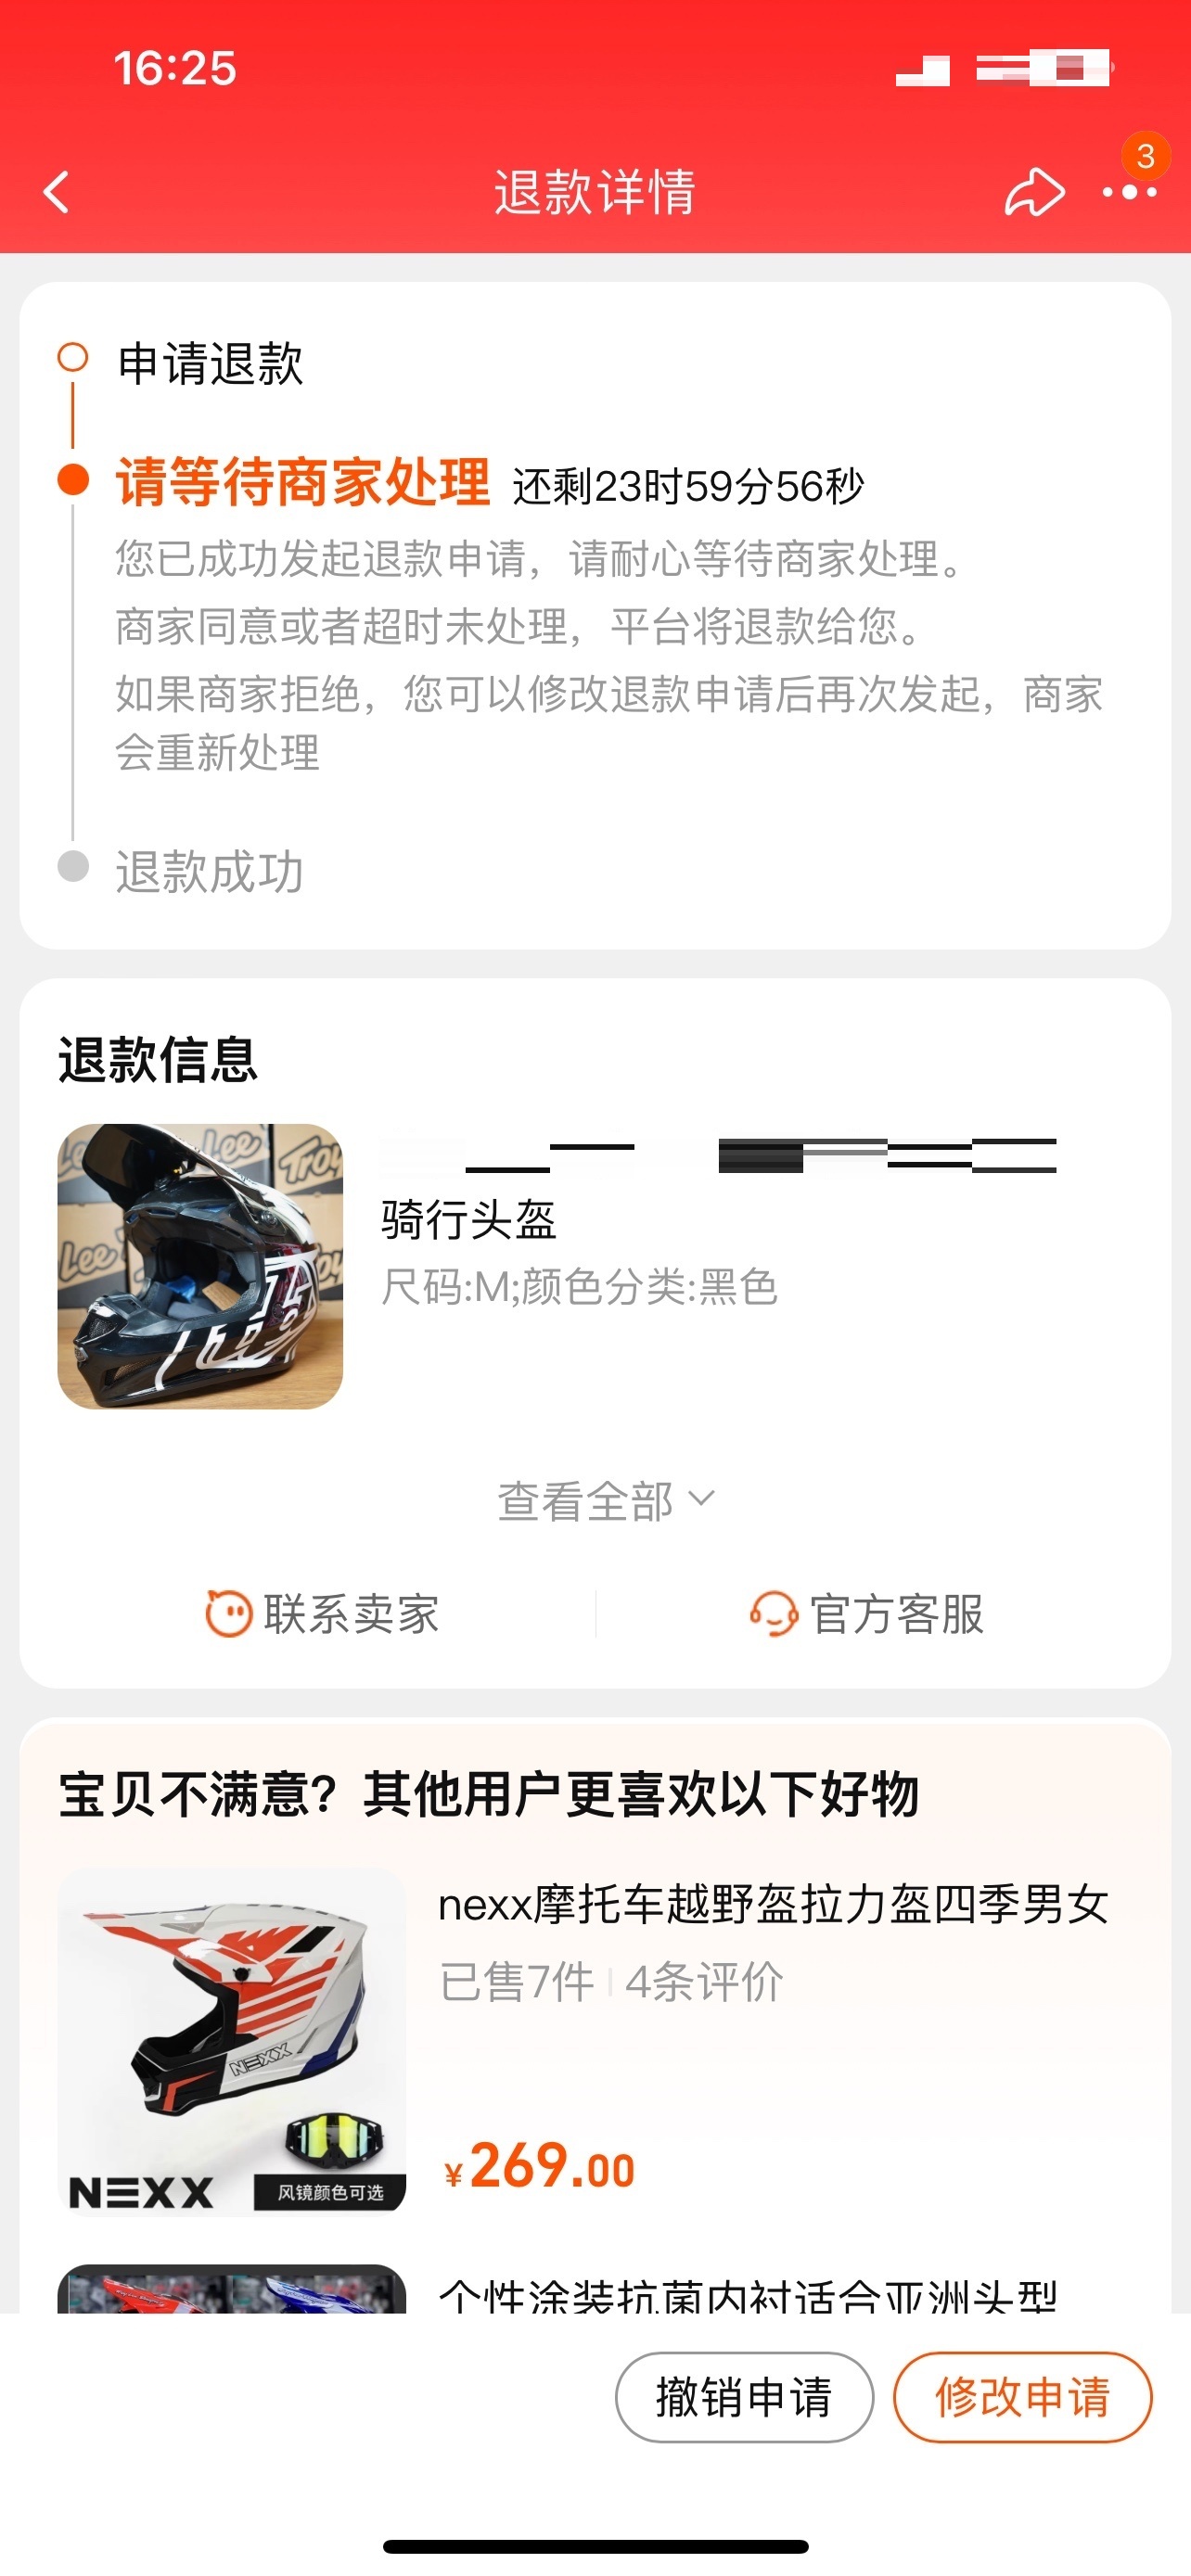 16:25
退款详情
3
申请退款
请等待商家处理 还剩23时59分56秒
您已成功发起退款申请，请耐心等待商家处理。
商家同意或者超时未处理，平台将退款给您。
如果商家拒绝，您可以修改退款申请后再次发起，商家
会重新处理
退款成功
退款信息
Lee
Lee
Troy
Lee
骑行头盔
尺码:M;颜色分类:黑色
查看全部
联系卖家
官方客服
宝贝不满意？其他用户更喜欢以下好物
nexx摩托车越野盔拉力盔四季男女
已售7件 4条评价
NEXX
¥269.00
NEXX
风镜颜色可选
个性涂装抗菌内衬适合亚洲头型
撤销申请
修改申请